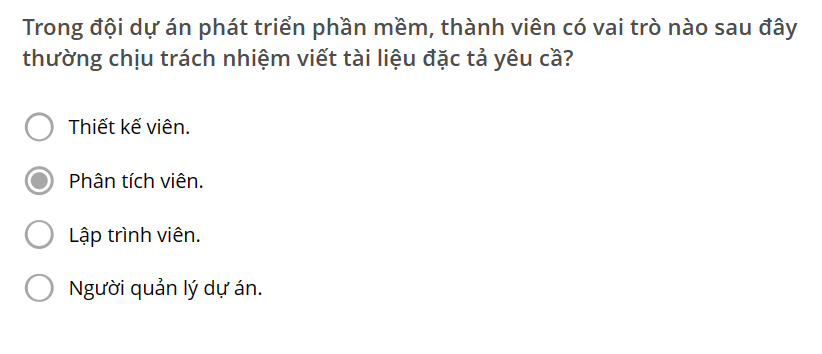 Trong đội dự án phát triển phần mềm, thành viên có vai trò nào sau đây
thường chịu trách nhiệm viết tài liệu đặc tả yêu cầ?
Thiết kế viên.
Phân tích viên.
Lập trình viên.
Người quản lý dự án.